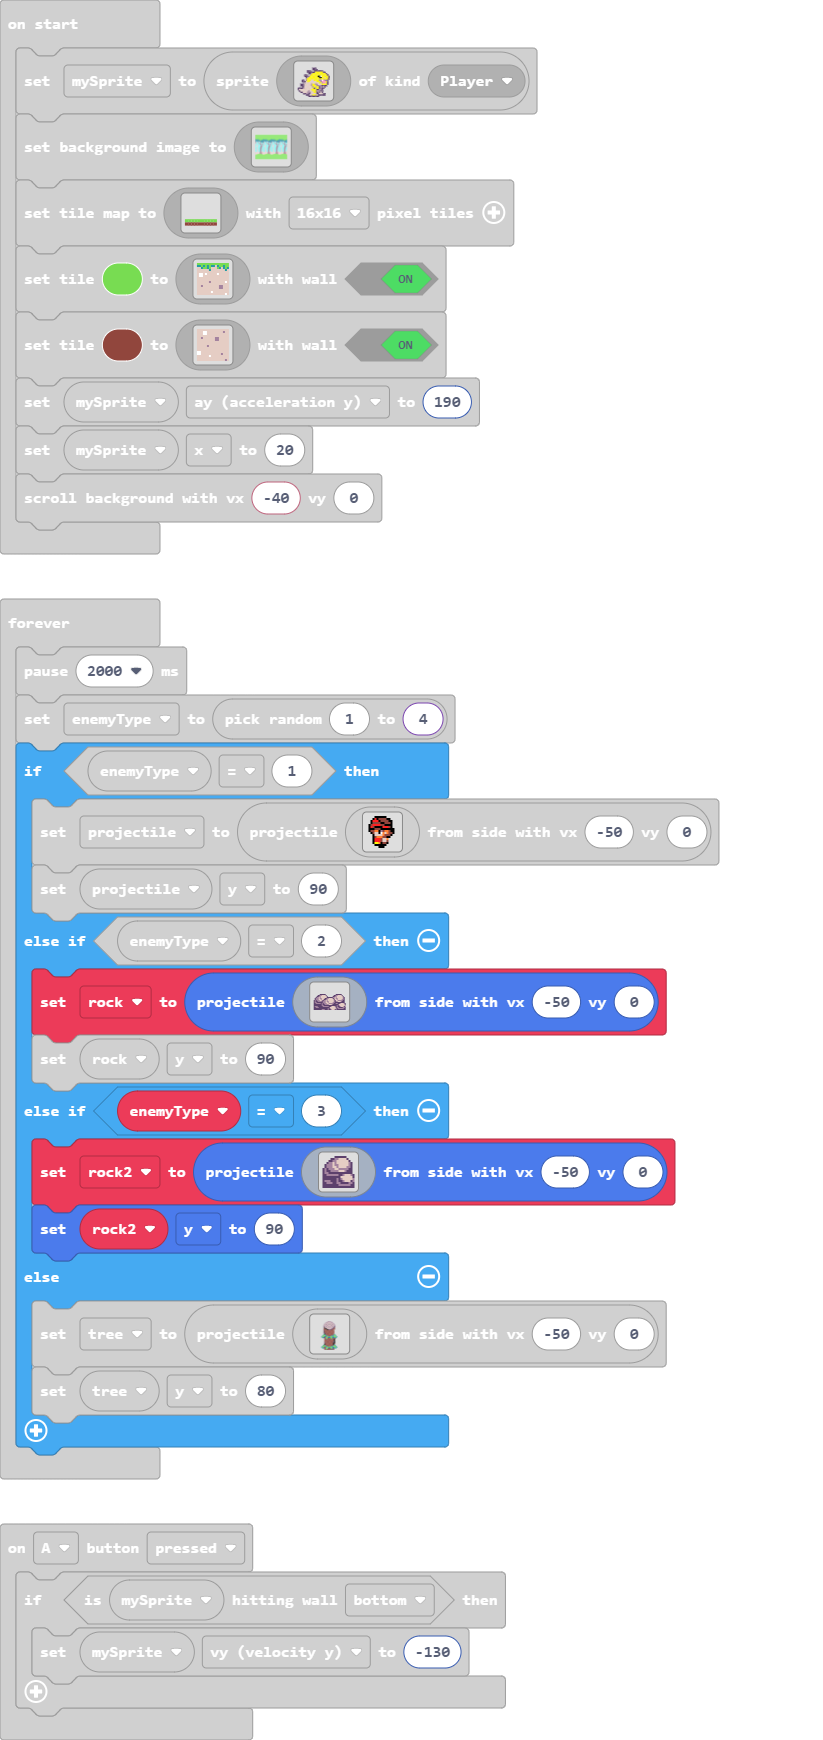 on start
set mySprite to sprite of kind Player
set background image to
set tile map to with 16x16 pixel tiles
set tile to with wall ON
set tile to with wall ON
set mySprite ay (acceleration y) to 190
set mySprite x to 20
scroll background with vx -40 vy 0
forever
pause 2000 ms
set enemyType to pick random 1 to 4
if enemyType = 1 then
set projectile to projectile from side with vx -50 vy 0
set projectile y to 90
else if enemyType = 2 then
set rock to projectile from side with vx -50 vy 0
set rock y to 90
else if enemyType = 3 then
set rock2 to projectile from side with vx -50 vy 0
set rock2 y to 90
else
set tree to projectile from side with vx -50 vy 0
set tree y to 80
on A button pressed
if is mySprite hitting wall bottom then
set mySprite vy (velocity y) to -130